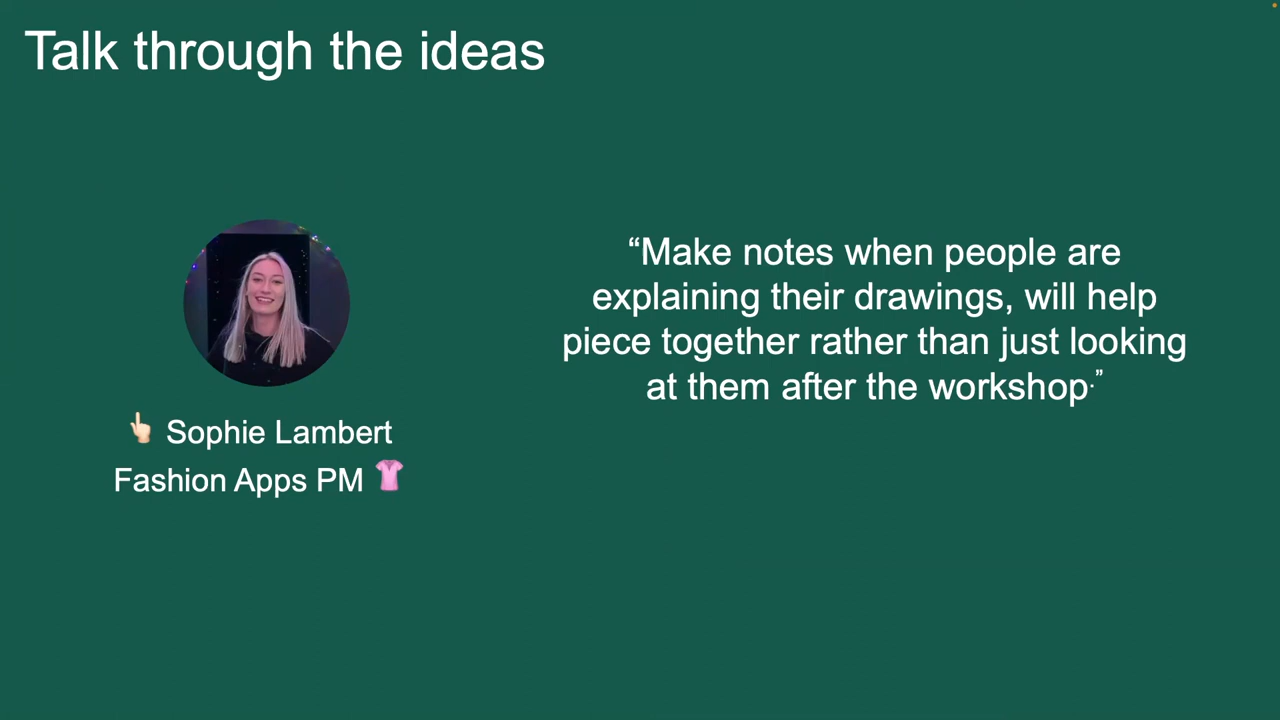 Talk through the ideas
“Make notes when people are
explaining their drawings, will help
piece together rather than just looking
at them after the workshop.”
👆🏻 Sophie Lambert
Fashion Apps PM 👚